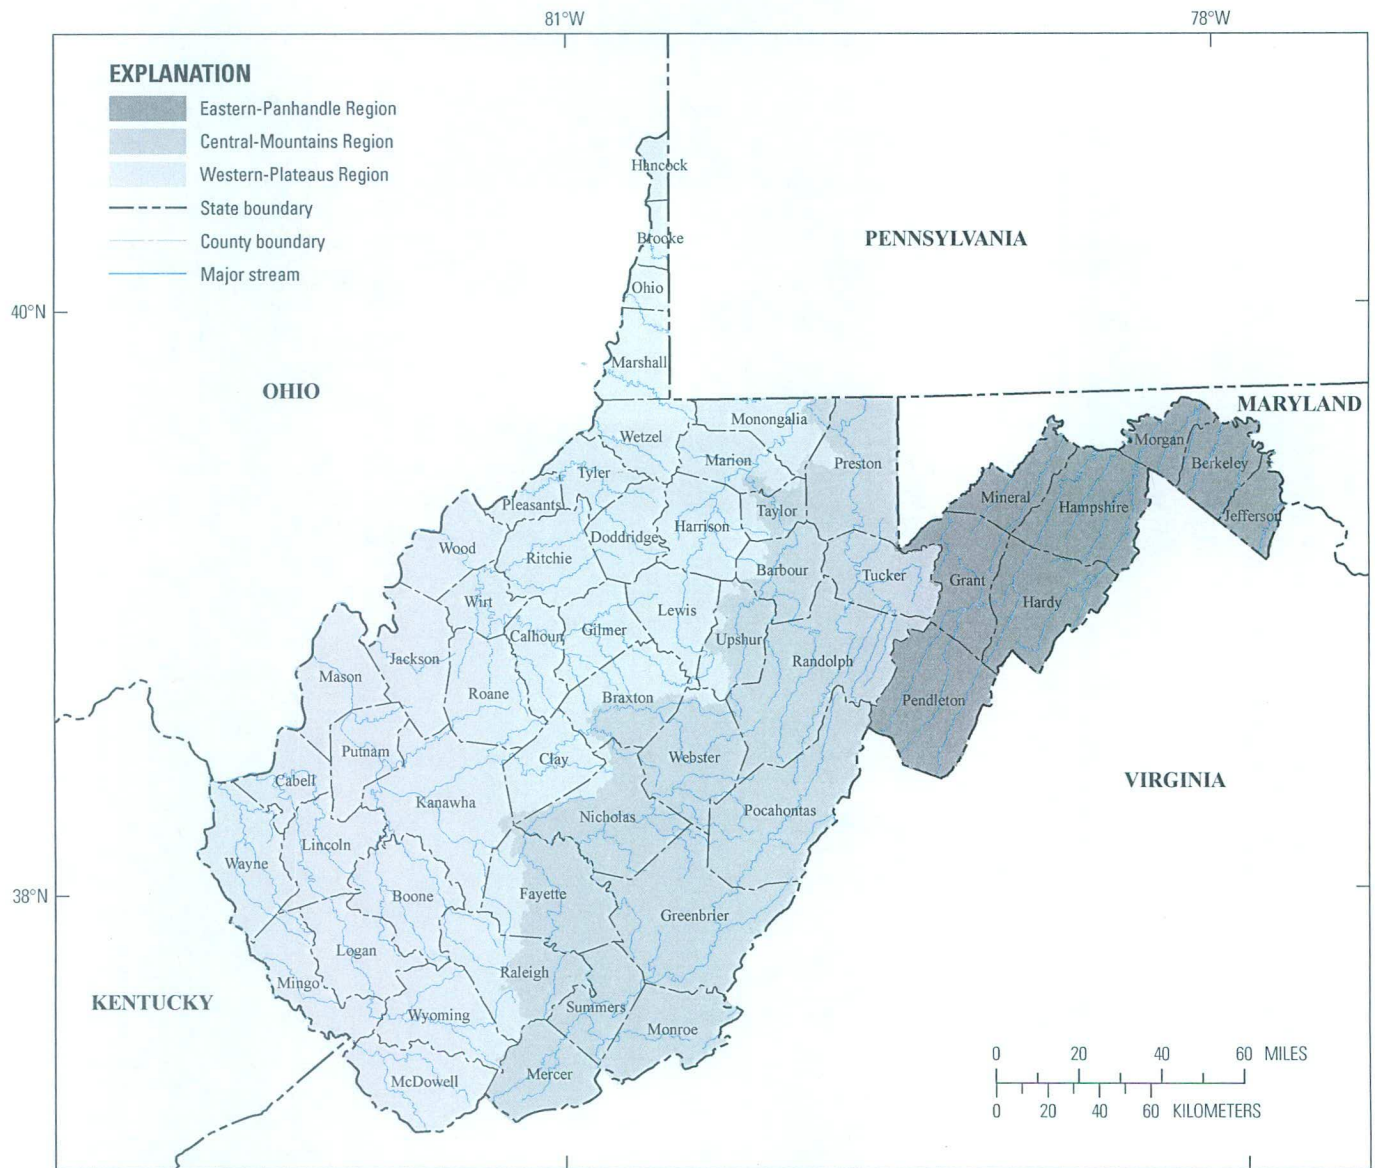 81°W
78°W
EXPLANATION
Eastern-Panhandle Region
Central-Mountains Region
Western-Plateaus Region
State boundary
County boundary
Major stream
Hancock
Brooke
PENNSYLVANIA
Ohio
40°N
Marshall
OHIO
MARYLAND
Monongalia
Wetzel
Morgan
Marion
Preston
Berkeley
Tyler
Mineral
Pleasants
Hampshire
Taylor
Jefferson
Harrison
Doddridge
Wood
Ritchie
Barbour
Tucker
Grant
Wirt
Hardy
Lewis
Gilmer
Calhoun
Upshur
Jackson
Randolph
Mason
Roane
Braxton
Pendleton
Putnam
Clay
Webster
Cabell
VIRGINIA
Kanawha
Pocahontas
Nicholas
Lincoln
Wayne
38°N
Boone
Fayette
Greenbrier
Logan
Raleigh
Mingo
KENTUCKY
Summers
Wyoming
Monroe
0 20 40 60 MILES
Mercer
McDowell
0 20 40 60 KILOMETERS